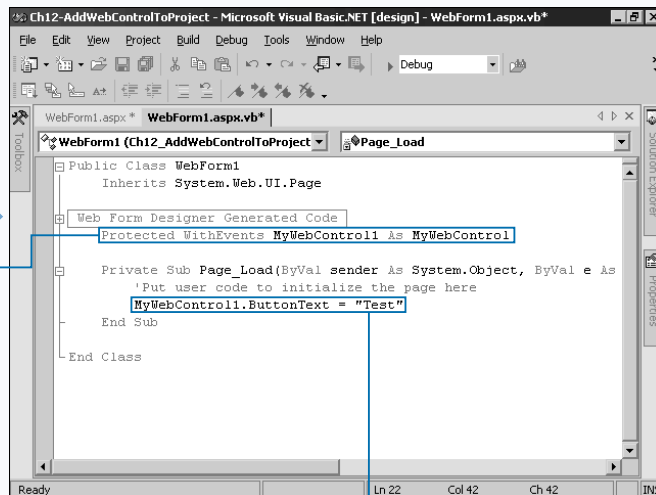 Ch12-AddWebControlToProject - Microsoft Visual Basic.NET [design] - WebForm1.aspx.vb*
File Edit View Project Build Debug Tools Window Help
Debug
WebForm1.aspx* WebForm1.aspx.vb*
Toolbox
WebForm1 (Ch12_AddWebControlToProject Page_Load
Public Class WebForm1
Inherits System.Web.UI.Page
Web Form Designer Generated Code
Protected WithEvents MyWebControl1 As MyWebControl
Private Sub Page_Load(ByVal sender As System.Object, ByVal e As
'Put user code to initialize the page here
MyWebControl1.ButtonText = "Test"
End Sub
End Class
Solution Explorer
Properties
Ready Ln 22 Col 42 Ch 42 INS